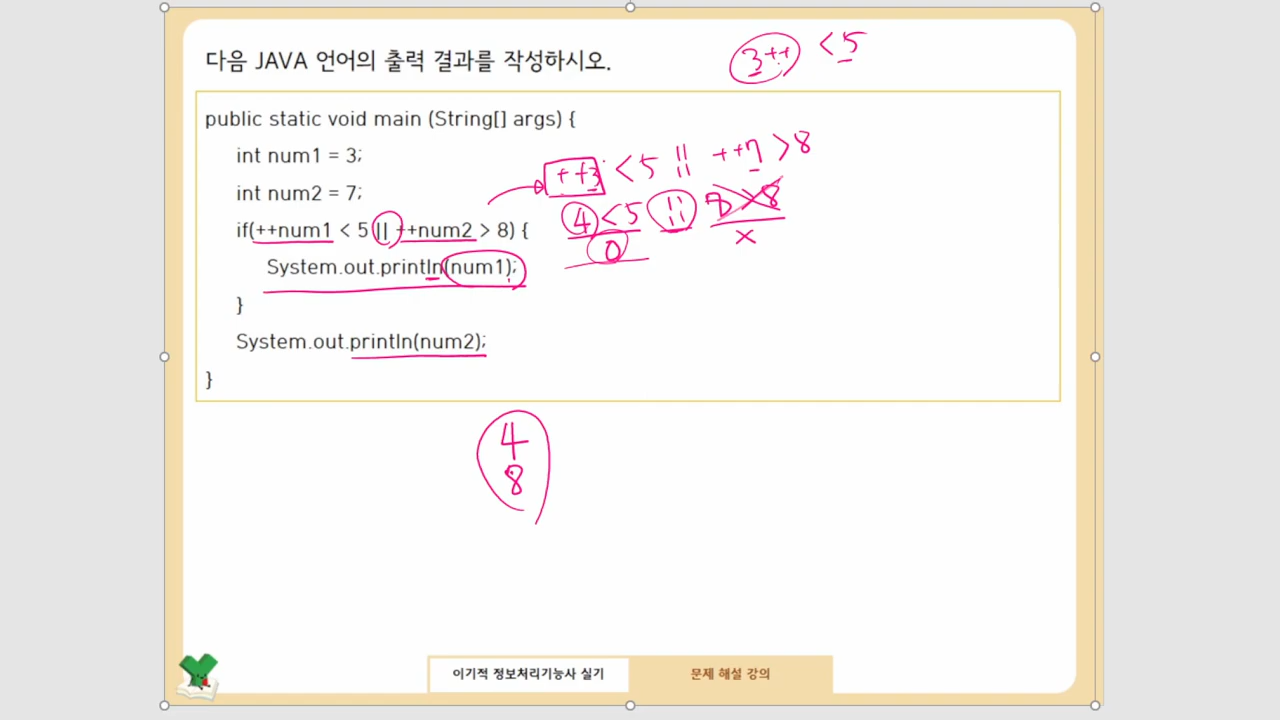 3++ < 5
다음 JAVA 언어의 출력 결과를 작성하시오.
public static void main (String[] args) {
int num1 = 3;
int num2 = 7;
++3 < 5 || ++7 > 8
if(++num1 < 5 || ++num2 > 8) {
4 < 5 || 8 > 8
O X
System.out.println(num1);
}
System.out.println(num2);
}
4
8
이기적 정보처리기능사 실기
문제 해설 강의